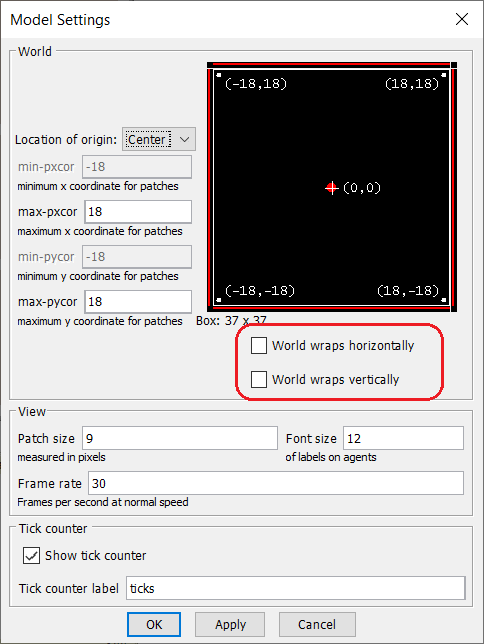 Model Settings
World
(-18,18) (18,18)
Location of origin: Center
min-pxcor -18
minimum x coordinate for patches
(0,0)
max-pxcor 18
maximum x coordinate for patches
min-pycor -18
minimum y coordinate for patches
(-18,-18) (18,-18)
max-pycor 18
maximum y coordinate for patches
Box: 37 x 37
World wraps horizontally
World wraps vertically
View
Patch size 9
measured in pixels
Font size 12
of labels on agents
Frame rate 30
Frames per second at normal speed
Tick counter
Show tick counter
Tick counter label ticks
OK Apply Cancel